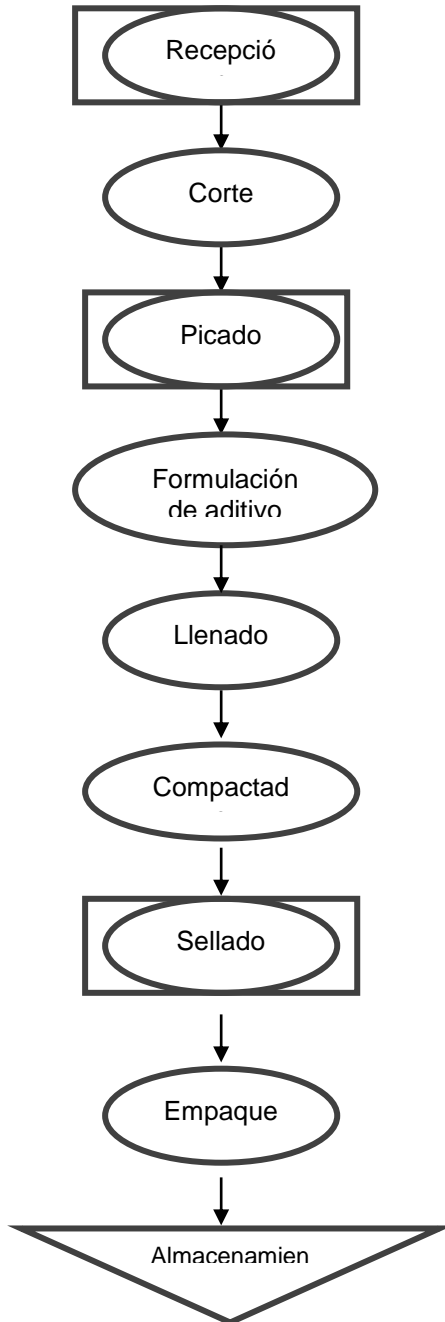 Recepció
Corte
Picado
Formulación
de aditivo
Llenado
Compactad
Sellado
Empaque
Almacenamien